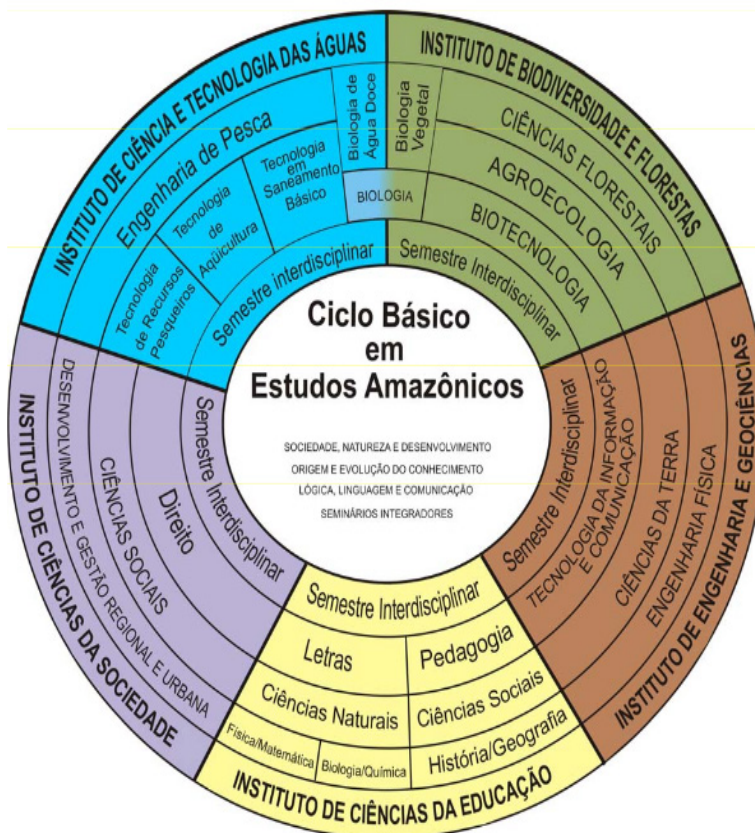 INSTITUTO DE CIÊNCIA E TECNOLOGIA DAS ÁGUAS
Engenharia de Pesca
Biologia de
Água Doce
Tecnologia
em
Saneamento
Básico
Tecnologia
de
Aqüicultura
Tecnologia
de Recursos
Pesqueiros
BIOLOGIA
Semestre interdisciplinar
INSTITUTO DE BIODIVERSIDADE E FLORESTAS
Biologia
Vegetal
CIÊNCIAS FLORESTAIS
AGROECOLOGIA
BIOTECNOLOGIA
Semestre Interdisciplinar
Ciclo Básico
em
Estudos Amazônicos
SOCIEDADE, NATUREZA E DESENVOLVIMENTO
ORIGEM E EVOLUÇÃO DO CONHECIMENTO
LÓGICA, LINGUAGEM E COMUNICAÇÃO
SEMINÁRIOS INTEGRADORES
Semestre Interdisciplinar
TECNOLOGIA DA INFORMAÇÃO
E COMUNICAÇÃO
CIÊNCIAS DA TERRA
ENGENHARIA FÍSICA
INSTITUTO DE ENGENHARIA E GEOCIÊNCIAS
INSTITUTO DE CIÊNCIAS DA SOCIEDADE
DESENVOLVIMENTO E GESTÃO REGIONAL E URBANA
CIÊNCIAS SOCIAIS
Direito
Semestre Interdisciplinar
Semestre Interdisciplinar
Letras
Pedagogia
Ciências Naturais
Ciências Sociais
Física/Matemática
Biologia/Química
História/Geografia
INSTITUTO DE CIÊNCIAS DA EDUCAÇÃO